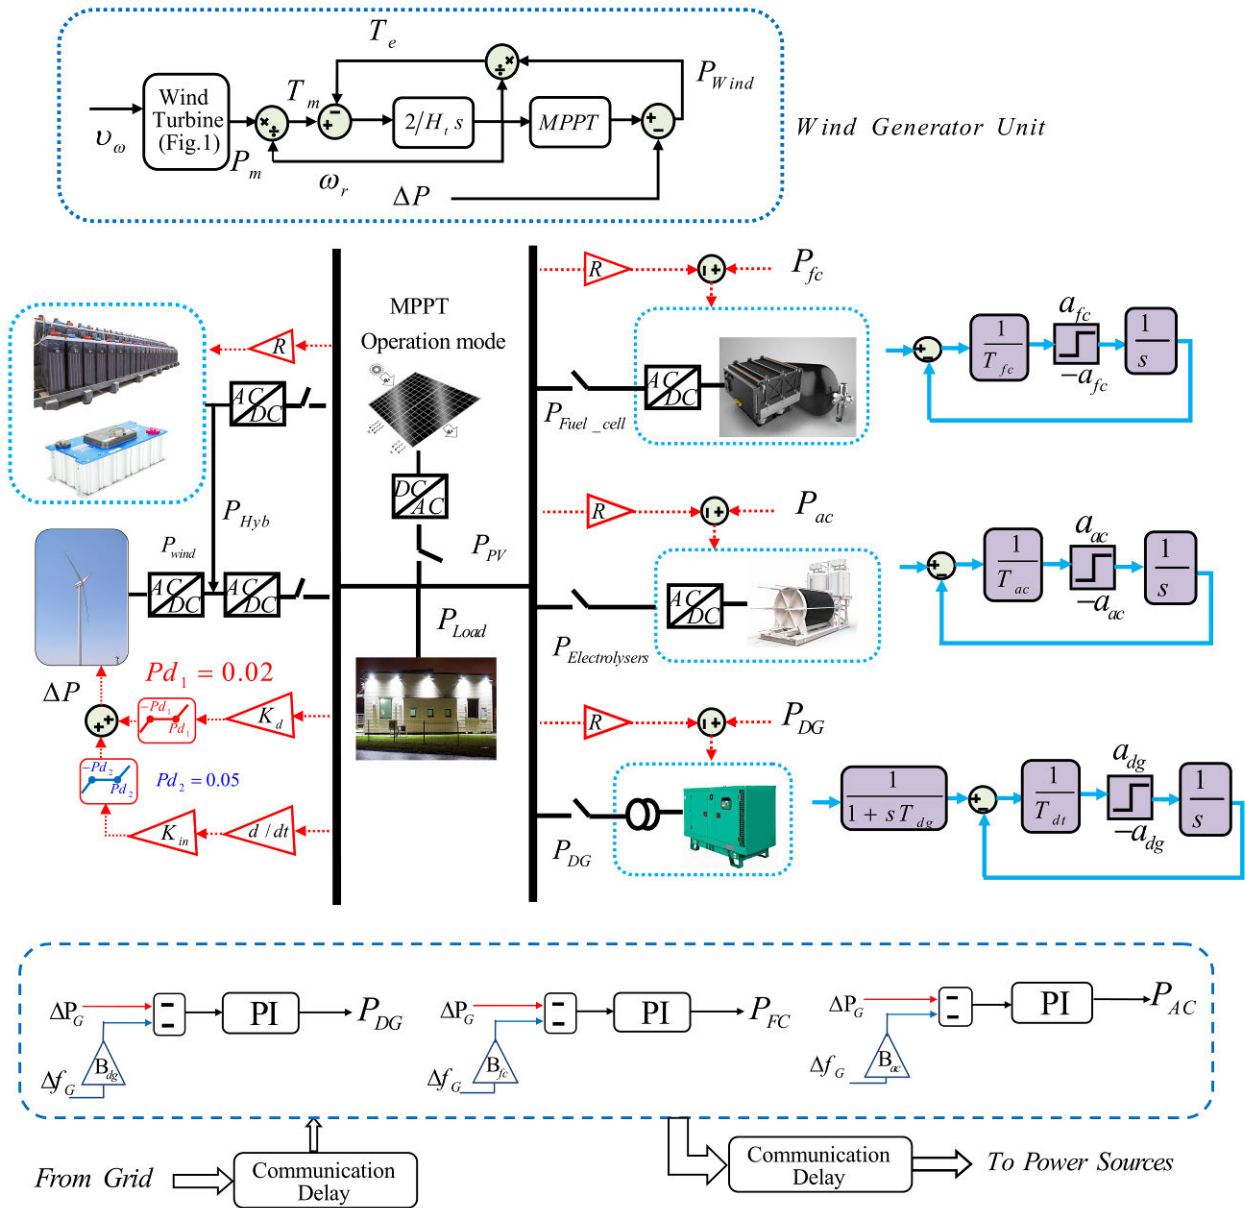 T_e
P_Wind
Wind
Turbine
(Fig.1)
T_m
2/H_t s
MPPT
Wind Generator Unit
υ_ω
P_m
ω_r
ΔP
MPPT
Operation mode
R
AC
DC
P_Hyb
P_wind
AC
DC
AC
DC
ΔP
Pd_1 = 0.02
-Pd_1
Pd_1
K_d
-Pd_2
Pd_2
Pd_2 = 0.05
K_in
d/dt
DC
AC
P_PV
P_Load
R
P_fc
AC
DC
P_Fuel_cell
1
T_fc
a_fc
-a_fc
1
s
R
P_ac
AC
DC
P_Electrolysers
1
T_ac
a_ac
-a_ac
1
s
R
P_DG
P_DG
1
1 + sT_dg
1
T_dt
a_dg
-a_dg
1
s
ΔP_G
PI
P_DG
B_dg
Δf_G
ΔP_G
PI
P_FC
B_fc
Δf_G
ΔP_G
PI
P_AC
B_ac
Δf_G
From Grid
Communication
Delay
Communication
Delay
To Power Sources